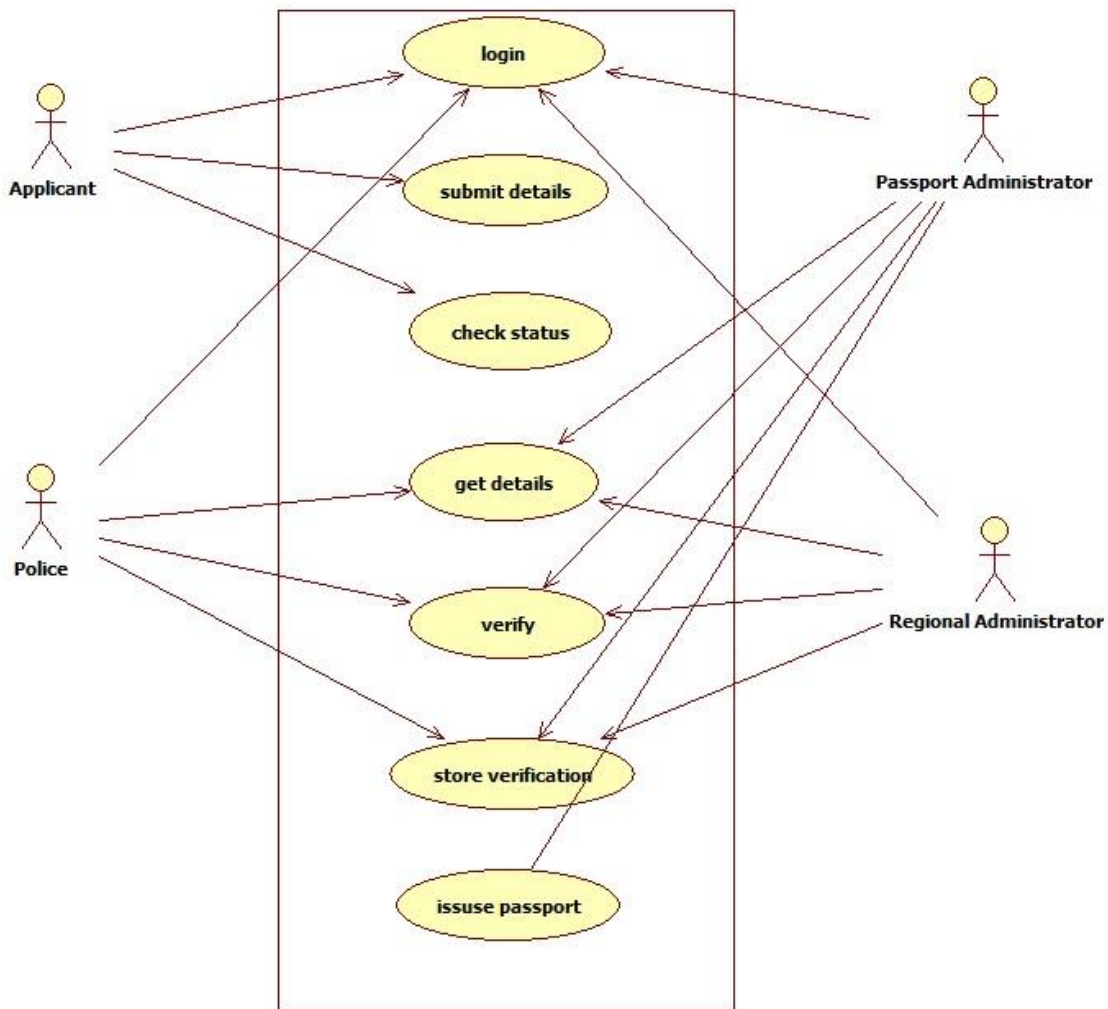 login
Applicant
Passport Administrator
submit details
check status
get details
Police
verify
Regional Administrator
store verification
issuse passport